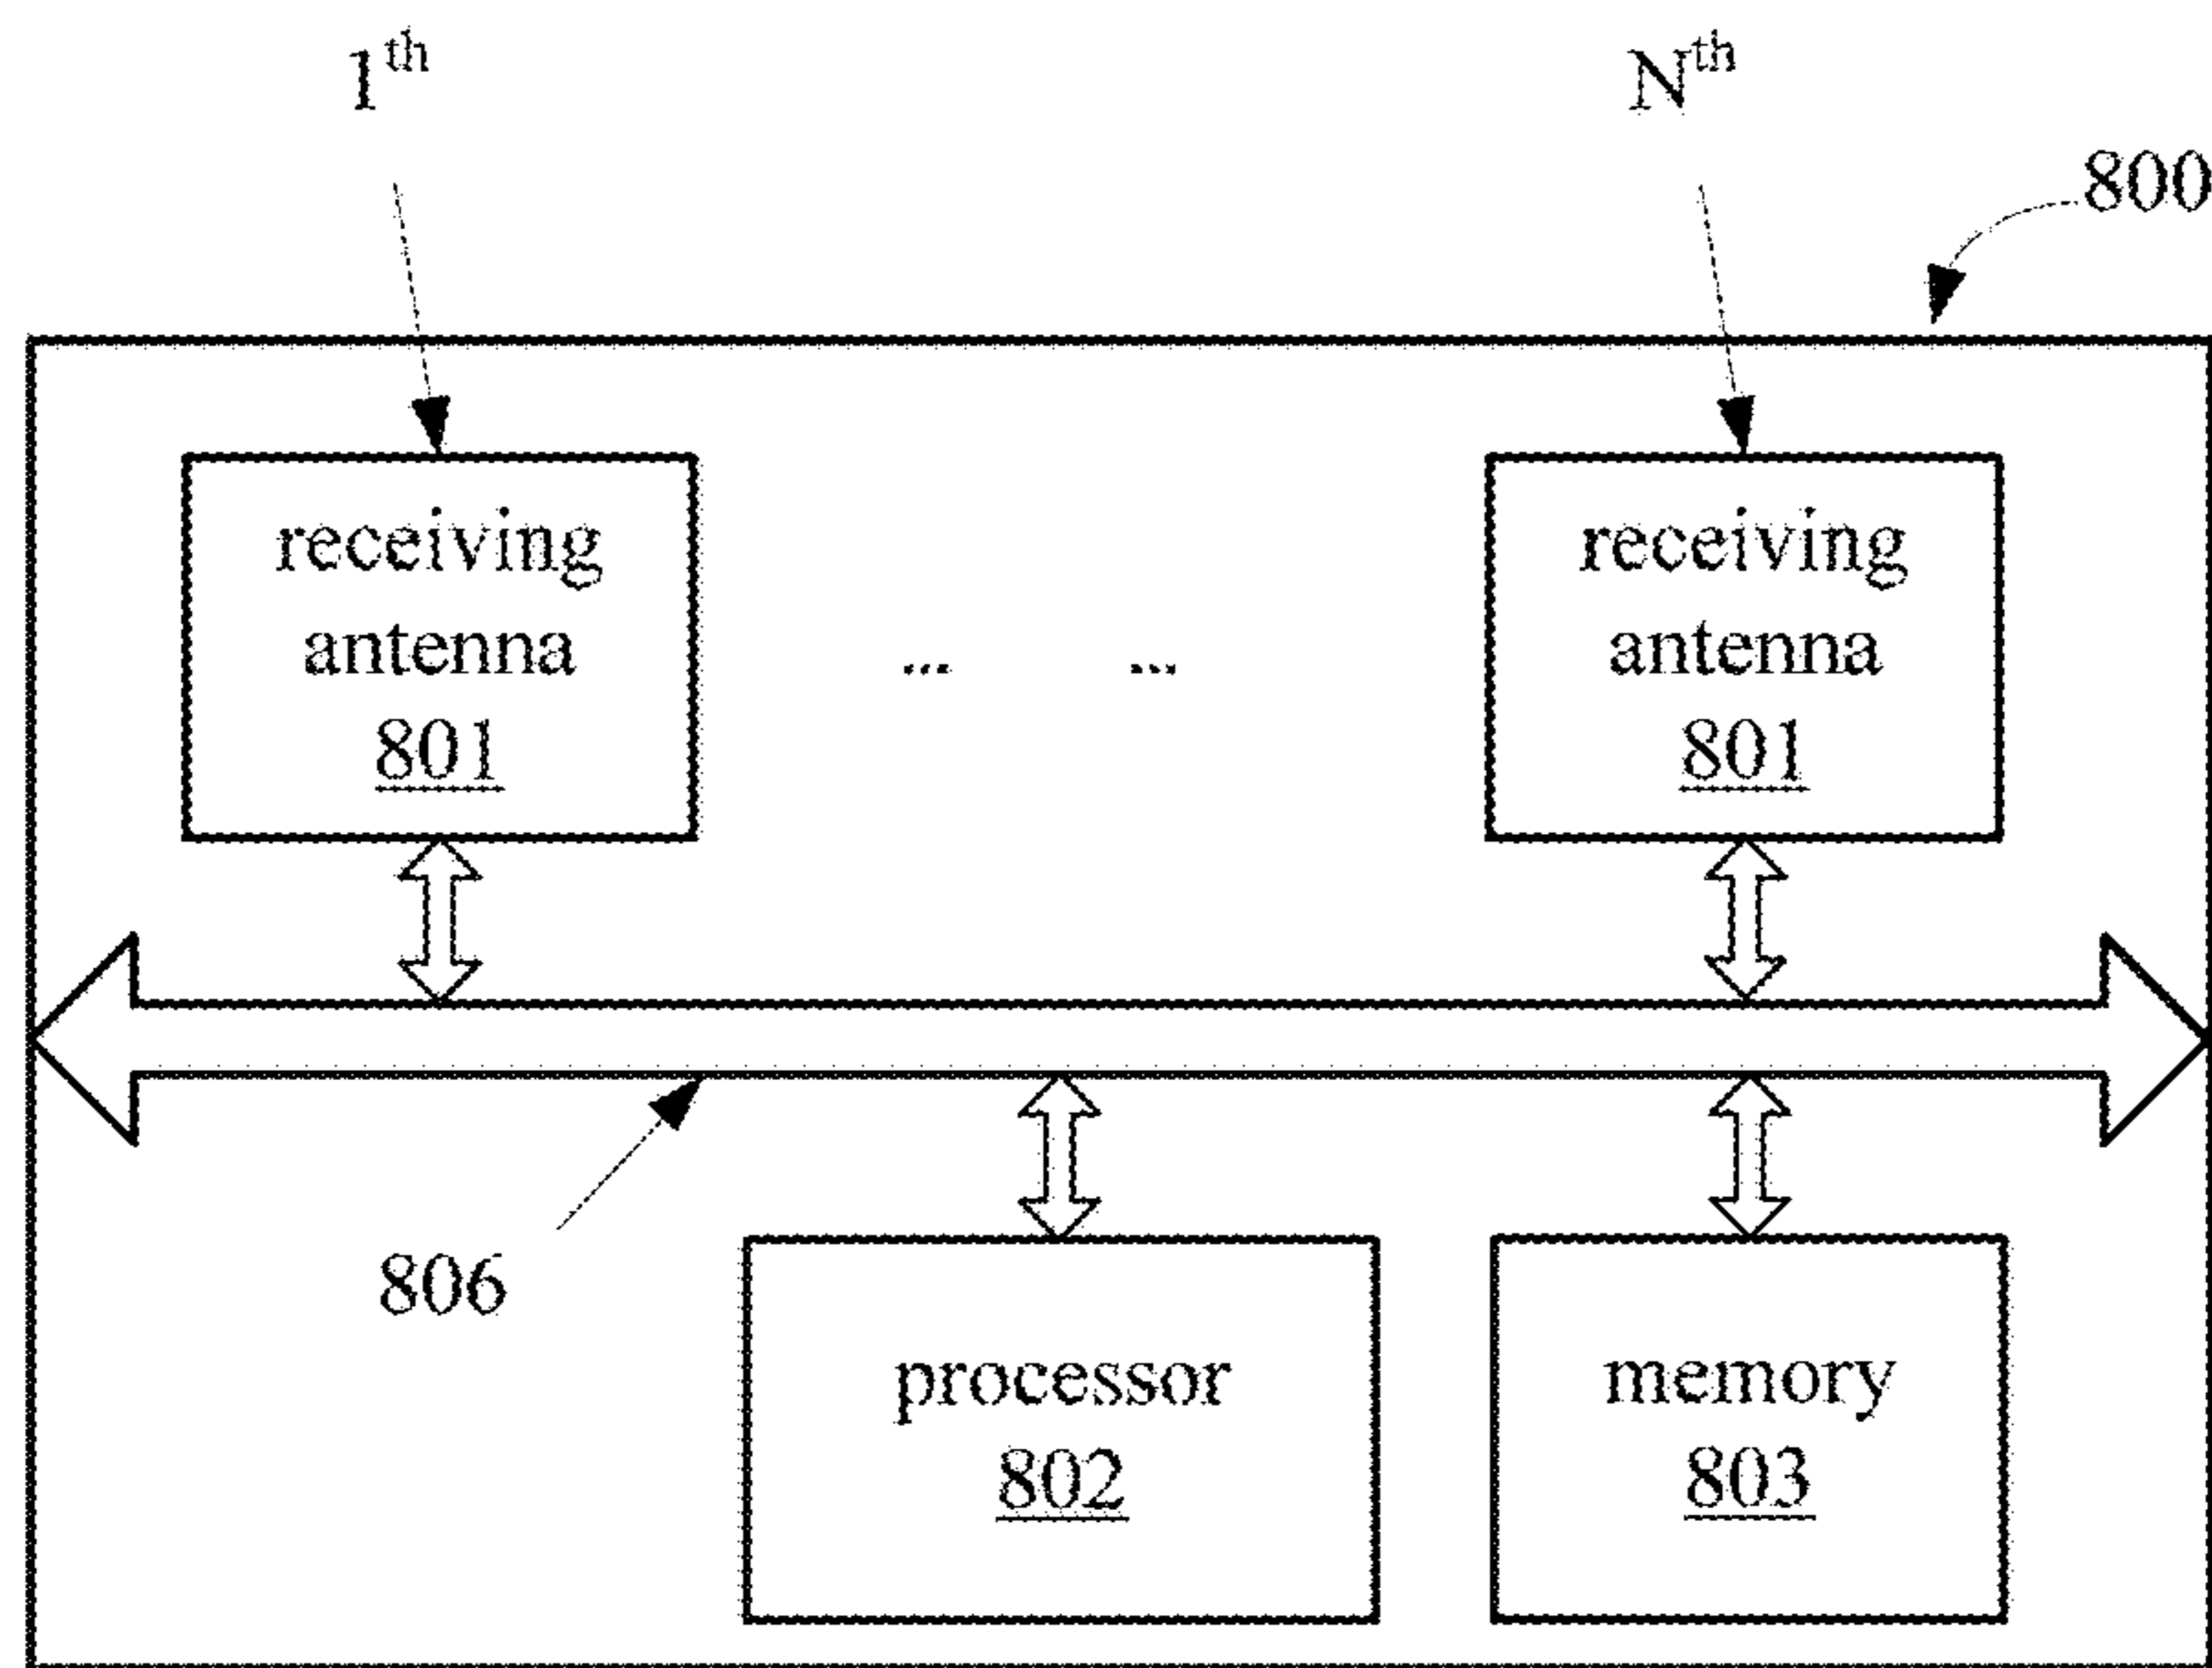 1th
Nth
800
receiving
antenna
801
... ...
receiving
antenna
801
806
processor
802
memory
803